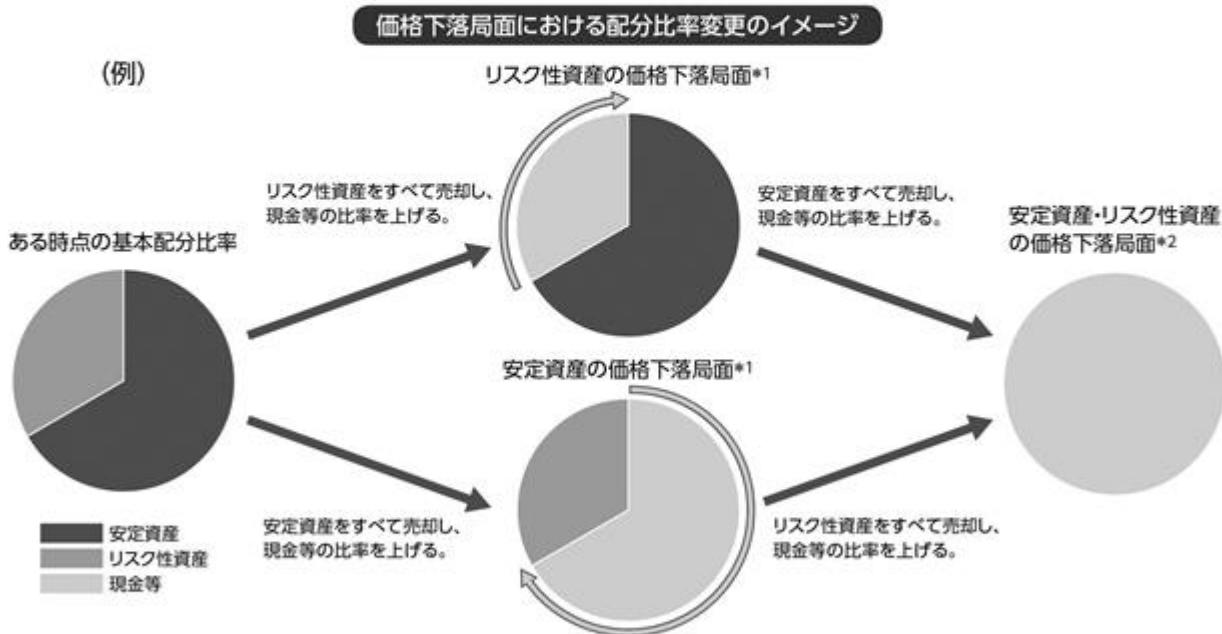 価格下落局面における配分比率変更のイメージ
（例）
リスク性資産の価格下落局面*1
リスク性資産をすべて売却し、
現金等の比率を上げる。
安定資産をすべて売却し、
現金等の比率を上げる。
安定資産・リスク性資産
の価格下落局面*2
ある時点の基本配分比率
安定資産の価格下落局面*1
安定資産をすべて売却し、
現金等の比率を上げる。
リスク性資産をすべて売却し、
現金等の比率を上げる。
安定資産
リスク性資産
現金等